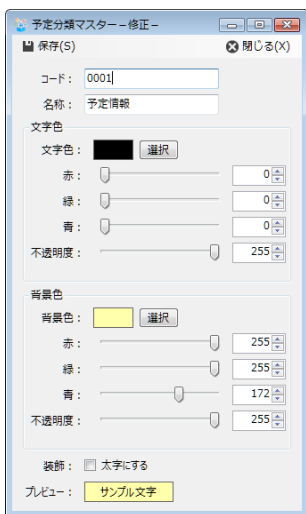 予定分類マスター－修正－
保存(S) 閉じる(X)
コード： 0001
名称： 予定情報
文字色
文字色： 選択
赤： 0
緑： 0
青： 0
不透明度： 255
背景色
背景色： 選択
赤： 255
緑： 255
青： 172
不透明度： 255
装飾： 太字にする
プレビュー： サンプル文字